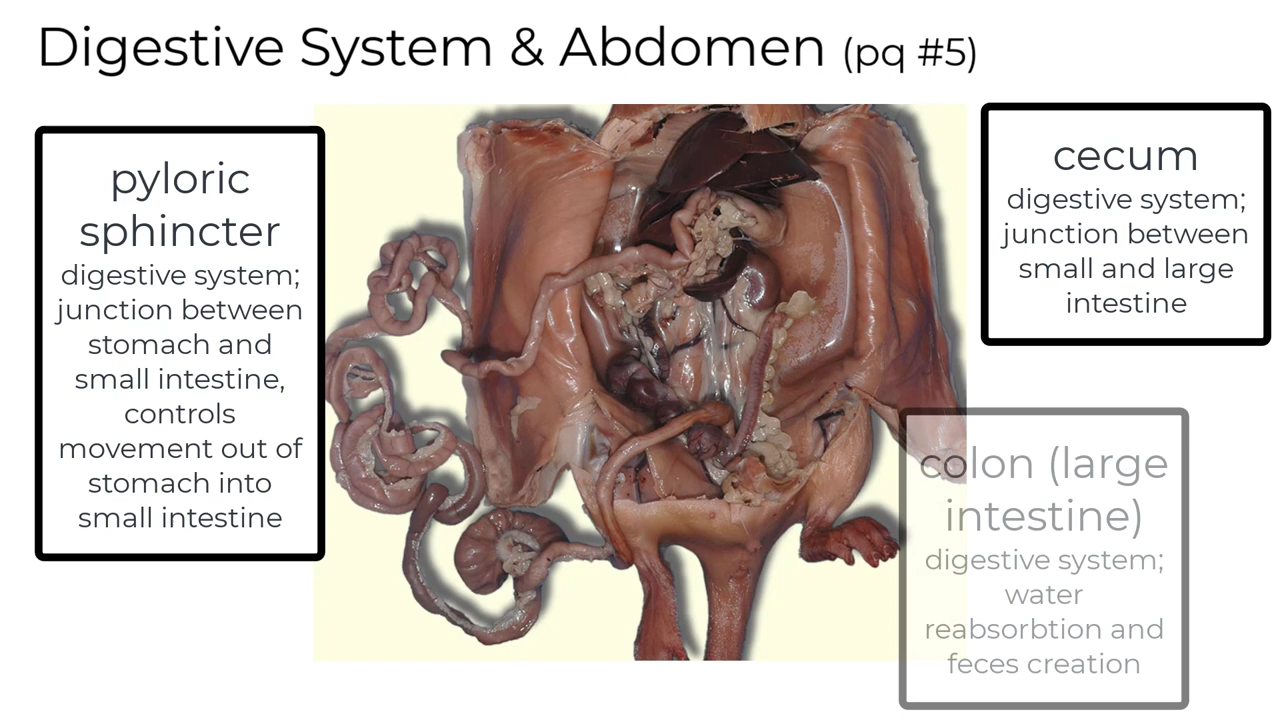 Digestive System & Abdomen (pq #5)
pyloric
sphincter
digestive system;
junction between
stomach and
small intestine,
controls
movement out of
stomach into
small intestine
cecum
digestive system;
junction between
small and large
intestine
colon (large
intestine)
digestive system;
water
reabsorbtion and
feces creation